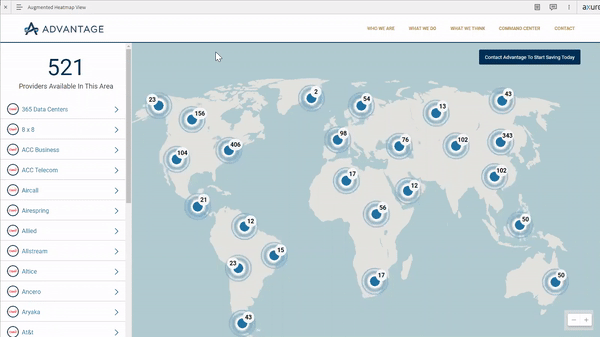 Augmented Heatmap View
axure
ADVANTAGE
WHO WE ARE
WHAT WE DO
WHAT WE THINK
COMMAND CENTER
CONTACT
521
Providers Available In This Area
Contact Advantage To Start Saving Today
365 Data Centers
8 x 8
ACC Business
ACC Telecom
Aircall
Airespring
Allied
Allstream
Altice
Ancero
Aryaka
At&t
23
156
2
54
13
43
104
406
98
76
102
343
102
17
12
21
56
12
50
15
23
17
50
43